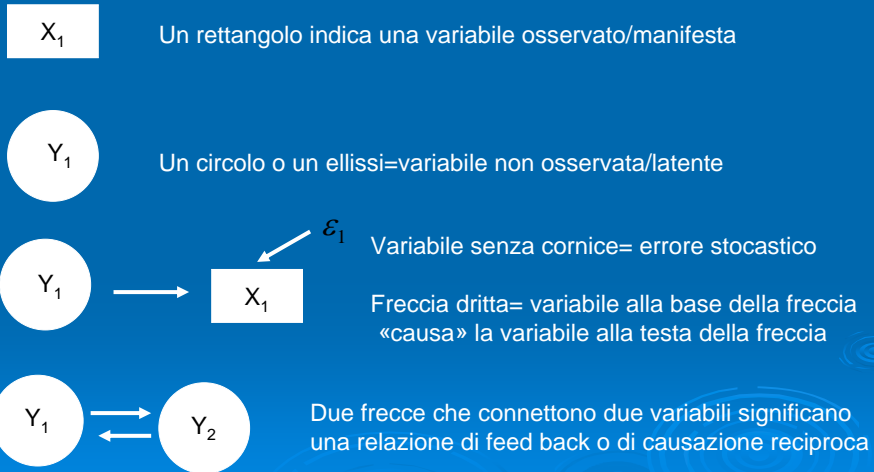 X₁
Un rettangolo indica una variabile osservato/manifesta
Y₁
Un circolo o un ellissi=variabile non osservata/latente
ε₁
Variabile senza cornice= errore stocastico
Y₁
X₁
Freccia dritta= variabile alla base della freccia
«causa» la variabile alla testa della freccia
Y₁
Y₂
Due frecce che connettono due variabili significano
una relazione di feed back o di causazione reciproca